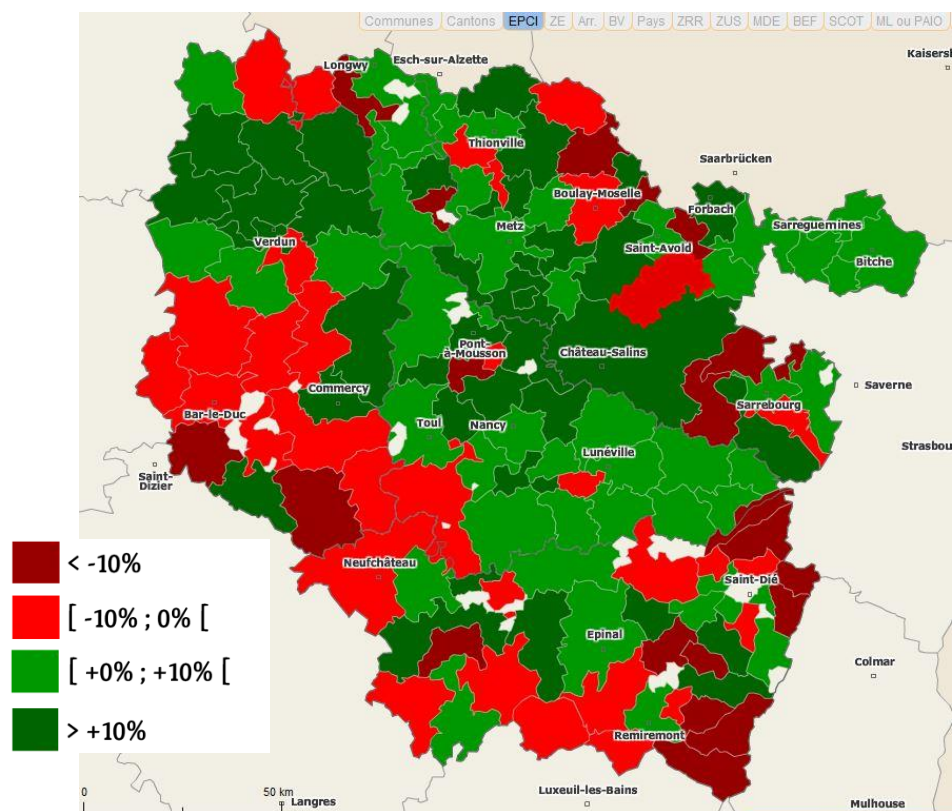 Communes Cantons EPCI ZE Arr. BV Pays ZRR ZUS MDE BEF SCOT ML ou PAIO
Kaisersl
Longwy
Esch-sur-Alzette
Thionville
Saarbrücken
Boulay-Moselle
Forbach
Metz
Sarreguemines
Verdun
Saint-Avold
Bitche
Pont-
à-Mousson
Château-Salins
Commercy
Saverne
Bar-le-Duc
Sarrebourg
Toul
Nancy
Strasbou
Lunéville
Saint-
Dizier
< -10%
Neufchâteau
Saint-Dié
[ -10% ; 0% [
Epinal
[ +0% ; +10% [
Colmar
> +10%
Remiremont
0
50 km
Langres
Luxeuil-les-Bains
Mulhouse